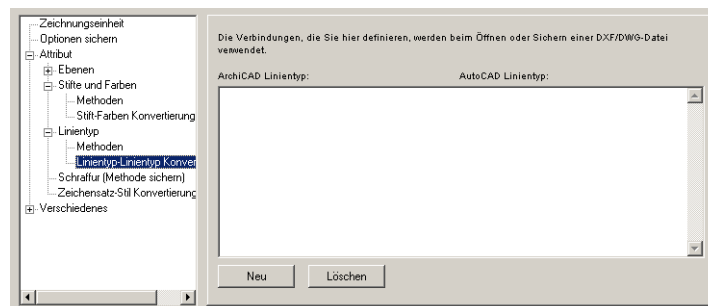 Zeichnungseinheit
Optionen sichern
Attribut
Ebenen
Stifte und Farben
Methoden
Stift-Farben Konvertierung
Linientyp
Methoden
Linientyp-Linientyp Konver
Schraffur (Methode sichern)
Zeichensatz-Stil Konvertierung
Verschiedenes
Die Verbindungen, die Sie hier definieren, werden beim Öffnen oder Sichern einer DXF/DWG-Datei
verwendet.
ArchiCAD Linientyp: AutoCAD Linientyp:
Neu Löschen